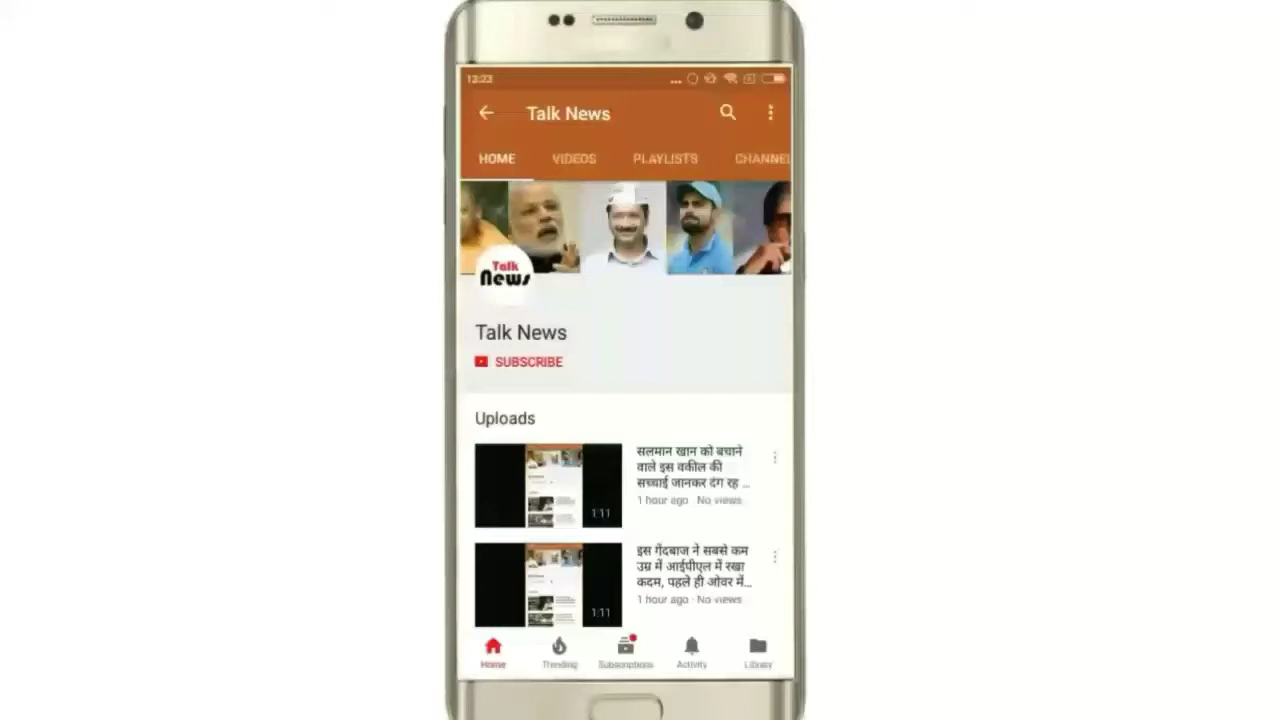 13:23
Talk News
HOME VIDEOS PLAYLISTS CHANNEL
Talk
News
Talk News
SUBSCRIBE
Uploads
सलमान खान को बचाने
वाले इस वकील की
सच्चाई जानकर दंग रह ...
1 hour ago · No views
1:11
इस गेंदबाज ने सबसे कम
उम्र में आईपीएल में रखा
कदम, पहले ही ओवर में...
1 hour ago · No views
1:11
Home Trending Subscriptions Activity Library